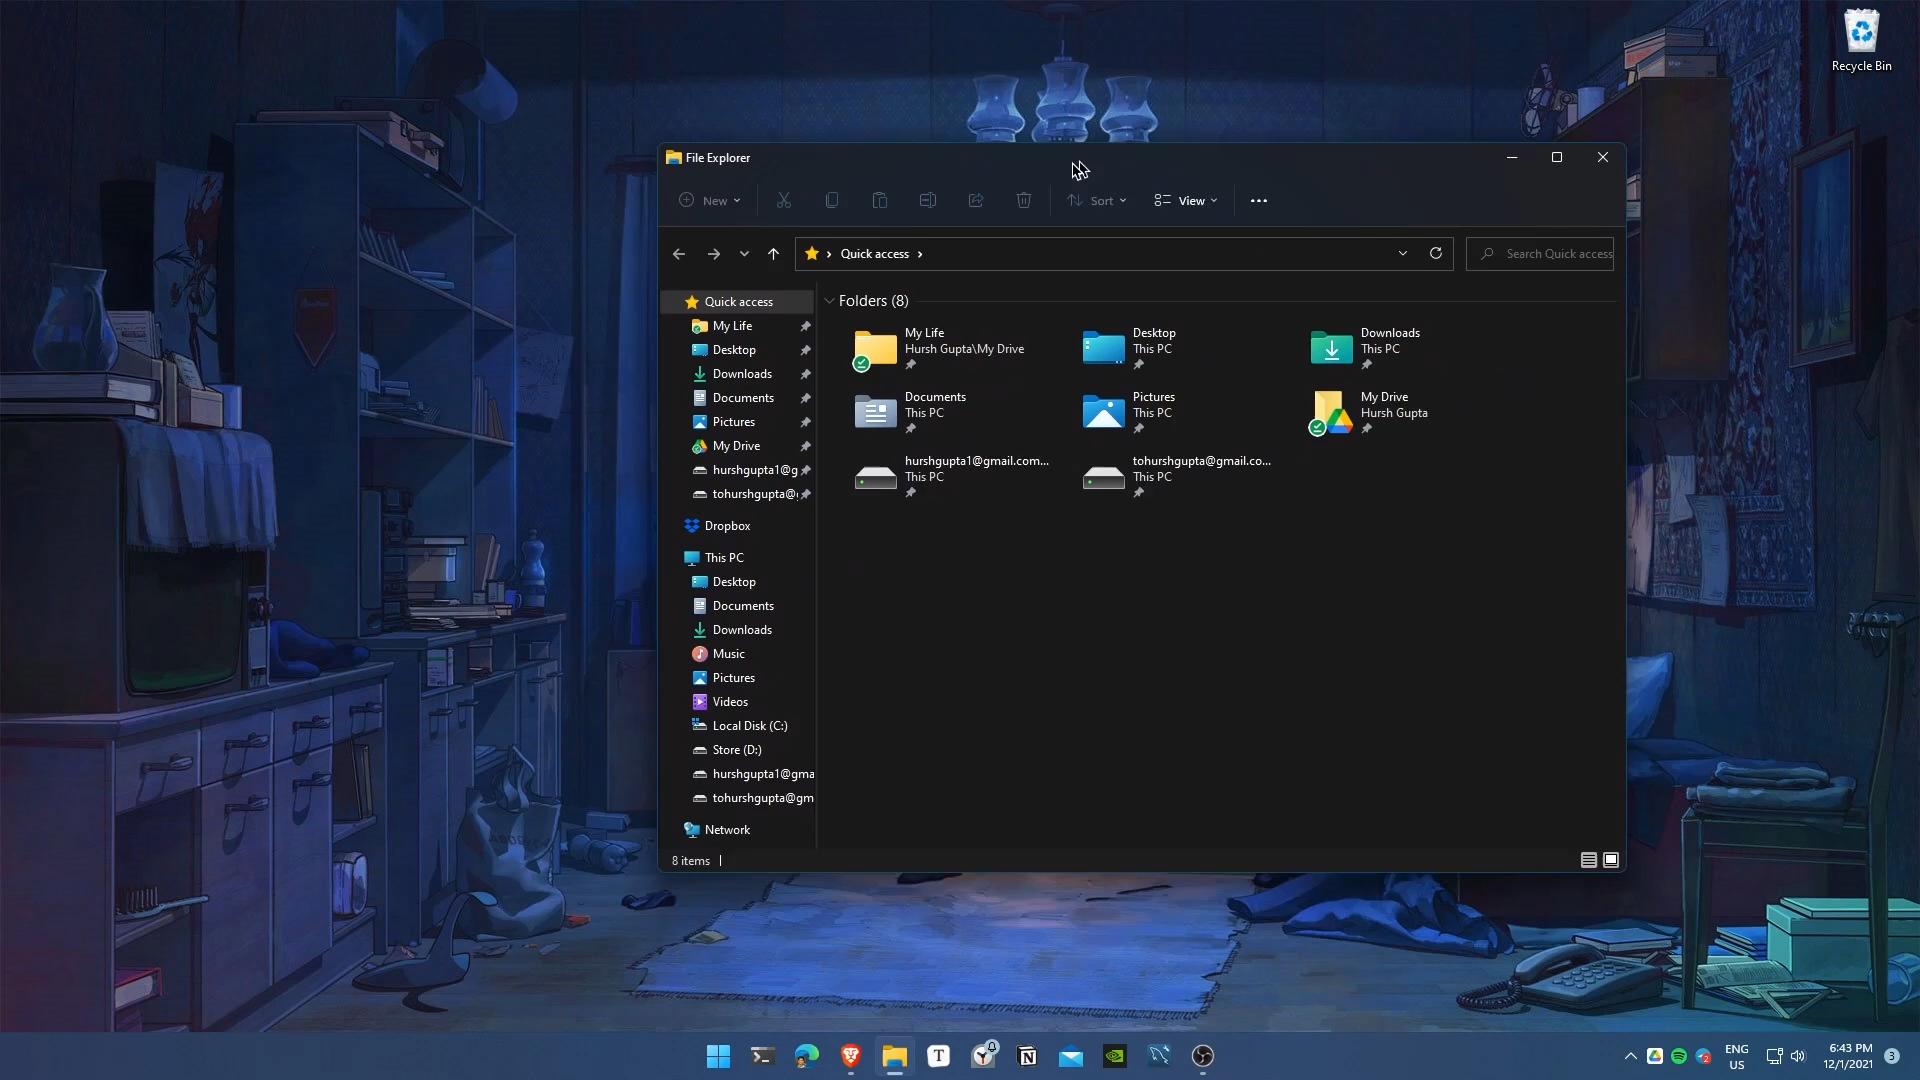 Recycle Bin
File Explorer
New
Sort
View
Quick access
Search Quick access
Quick access
My Life
Desktop
Downloads
Documents
Pictures
My Drive
hurshgupta1@g
tohurshgupta@
Dropbox
This PC
Desktop
Documents
Downloads
Music
Pictures
Videos
Local Disk (C:)
Store (D:)
hurshgupta1@gma
tohurshgupta@gm
Network
Folders (8)
My Life
Hursh Gupta\My Drive
Desktop
This PC
Downloads
This PC
Documents
This PC
Pictures
This PC
My Drive
Hursh Gupta
hurshgupta1@gmail.com...
This PC
tohurshgupta@gmail.co...
This PC
8 items
T
N
2
ENG
US
6:43 PM
12/1/2021
3